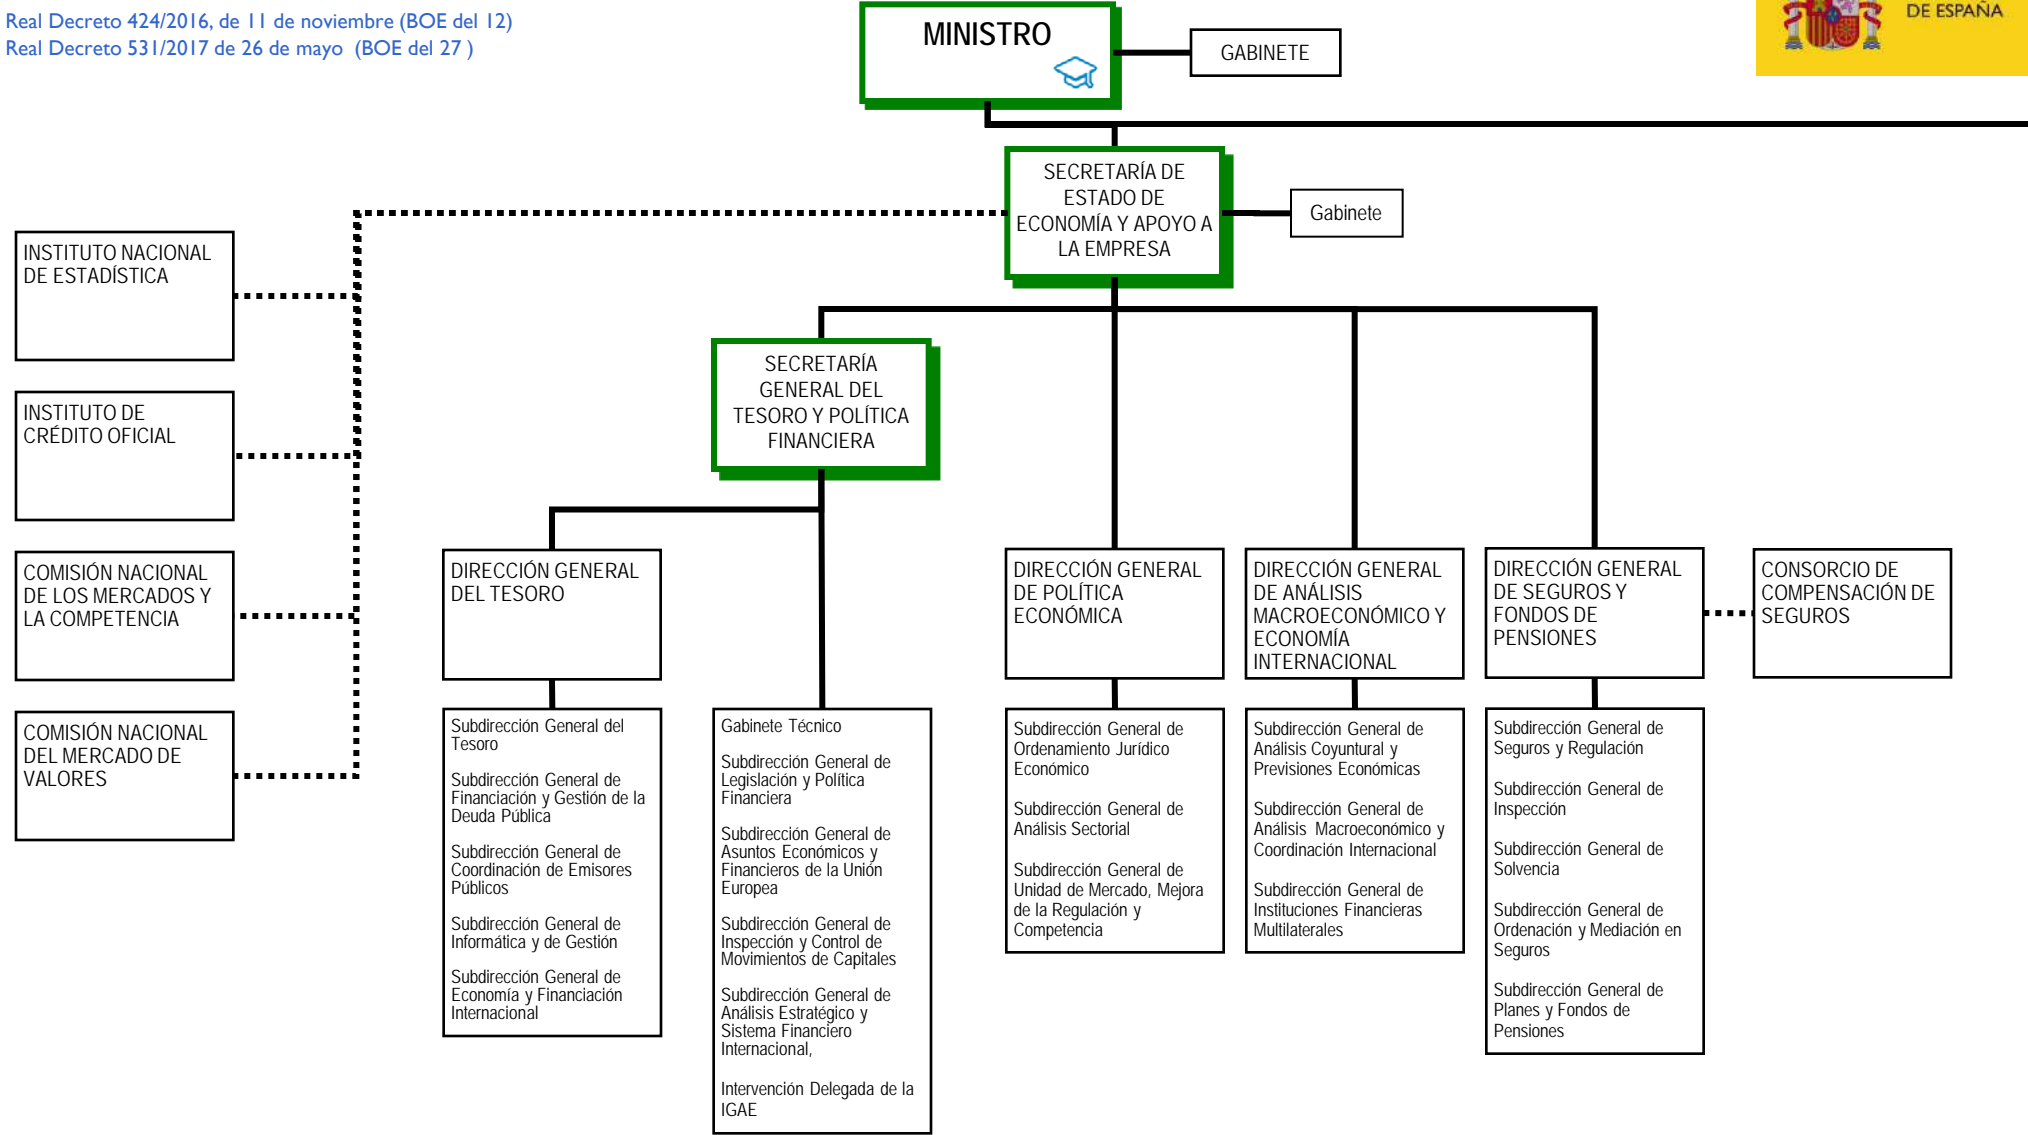 Real Decreto 424/2016, de 11 de noviembre (BOE del 12)
Real Decreto 531/2017 de 26 de mayo (BOE del 27 )
MINISTRO
GABINETE
DE ESPAÑA
SECRETARÍA DE
ESTADO DE
ECONOMÍA Y APOYO A
LA EMPRESA
Gabinete
INSTITUTO NACIONAL
DE ESTADÍSTICA
INSTITUTO DE
CRÉDITO OFICIAL
COMISIÓN NACIONAL
DE LOS MERCADOS Y
LA COMPETENCIA
COMISIÓN NACIONAL
DEL MERCADO DE
VALORES
SECRETARÍA
GENERAL DEL
TESORO Y POLÍTICA
FINANCIERA
DIRECCIÓN GENERAL
DEL TESORO
DIRECCIÓN GENERAL
DE POLÍTICA
ECONÓMICA
DIRECCIÓN GENERAL
DE ANÁLISIS
MACROECONÓMICO Y
ECONOMÍA
INTERNACIONAL
DIRECCIÓN GENERAL
DE SEGUROS Y
FONDOS DE
PENSIONES
CONSORCIO DE
COMPENSACIÓN DE
SEGUROS
Subdirección General del
Tesoro
Subdirección General de
Financiación y Gestión de la
Deuda Pública
Subdirección General de
Coordinación de Emisores
Públicos
Subdirección General de
Informática y de Gestión
Subdirección General de
Economía y Financiación
Internacional
Gabinete Técnico
Subdirección General de
Legislación y Política
Financiera
Subdirección General de
Asuntos Económicos y
Financieros de la Unión
Europea
Subdirección General de
Inspección y Control de
Movimientos de Capitales
Subdirección General de
Análisis Estratégico y
Sistema Financiero
Internacional,
Intervención Delegada de la
IGAE
Subdirección General de
Ordenamiento Jurídico
Económico
Subdirección General de
Análisis Sectorial
Subdirección General de
Unidad de Mercado, Mejora
de la Regulación y
Competencia
Subdirección General de
Análisis Coyuntural y
Previsiones Económicas
Subdirección General de
Análisis Macroeconómico y
Coordinación Internacional
Subdirección General de
Instituciones Financieras
Multilaterales
Subdirección General de
Seguros y Regulación
Subdirección General de
Inspección
Subdirección General de
Solvencia
Subdirección General de
Ordenación y Mediación en
Seguros
Subdirección General de
Planes y Fondos de
Pensiones